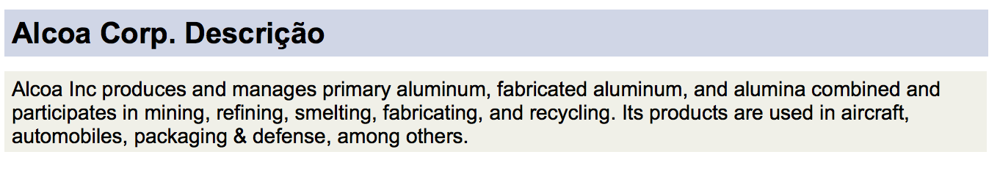 Alcoa Corp. Descrição
Alcoa Inc produces and manages primary aluminum, fabricated aluminum, and alumina combined and
participates in mining, refining, smelting, fabricating, and recycling. Its products are used in aircraft,
automobiles, packaging & defense, among others.